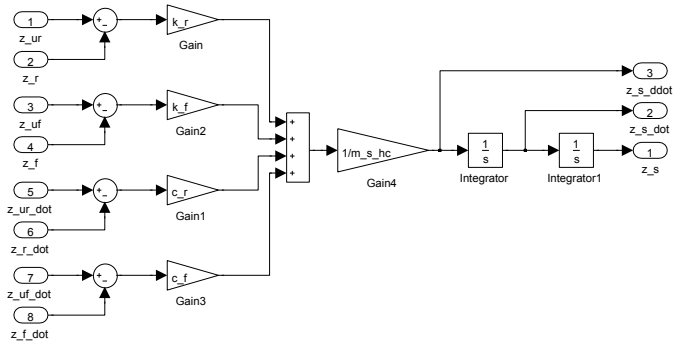 1
z_ur
2
z_r
+
−
k_r
Gain
3
z_uf
4
z_f
+
−
k_f
Gain2
5
z_ur_dot
6
z_r_dot
+
−
c_r
Gain1
7
z_uf_dot
8
z_f_dot
+
−
c_f
Gain3
+
+
+
+
1/m_s_hc
Gain4
1
s
Integrator
1
s
Integrator1
3
z_s_ddot
2
z_s_dot
1
z_s